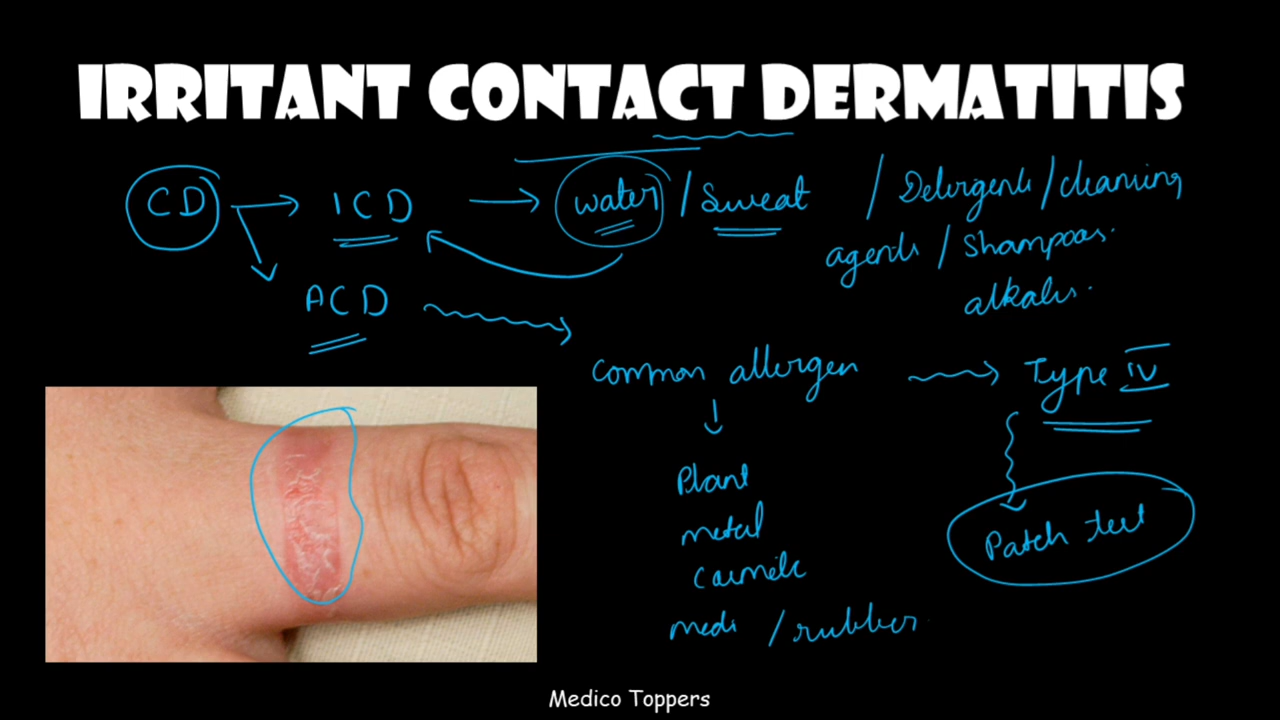 IRRITANT CONTACT DERMATITIS
CD → ICD → water / Sweat / Detergents / cleansing
agents / Shampoos.
alkalis.
ACD
common allergen → Type IV
Plant
metal
cosmetic
medi / rubber
Patch test
Medico Toppers